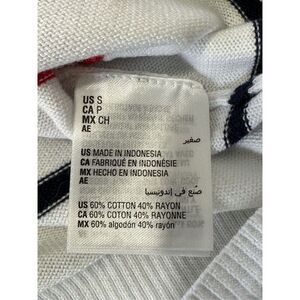 US S
CA P
MX CH
AE
صغير
US MADE IN INDONESIA
CA FABRIQUÉ EN INDONÉSIE
MX HECHO EN INDONESIA
صنع في إندونيسيا
US 60% COTTON 40% RAYON
CA 60% COTON 40% RAYONNE
MX 60% algodón 40% rayón